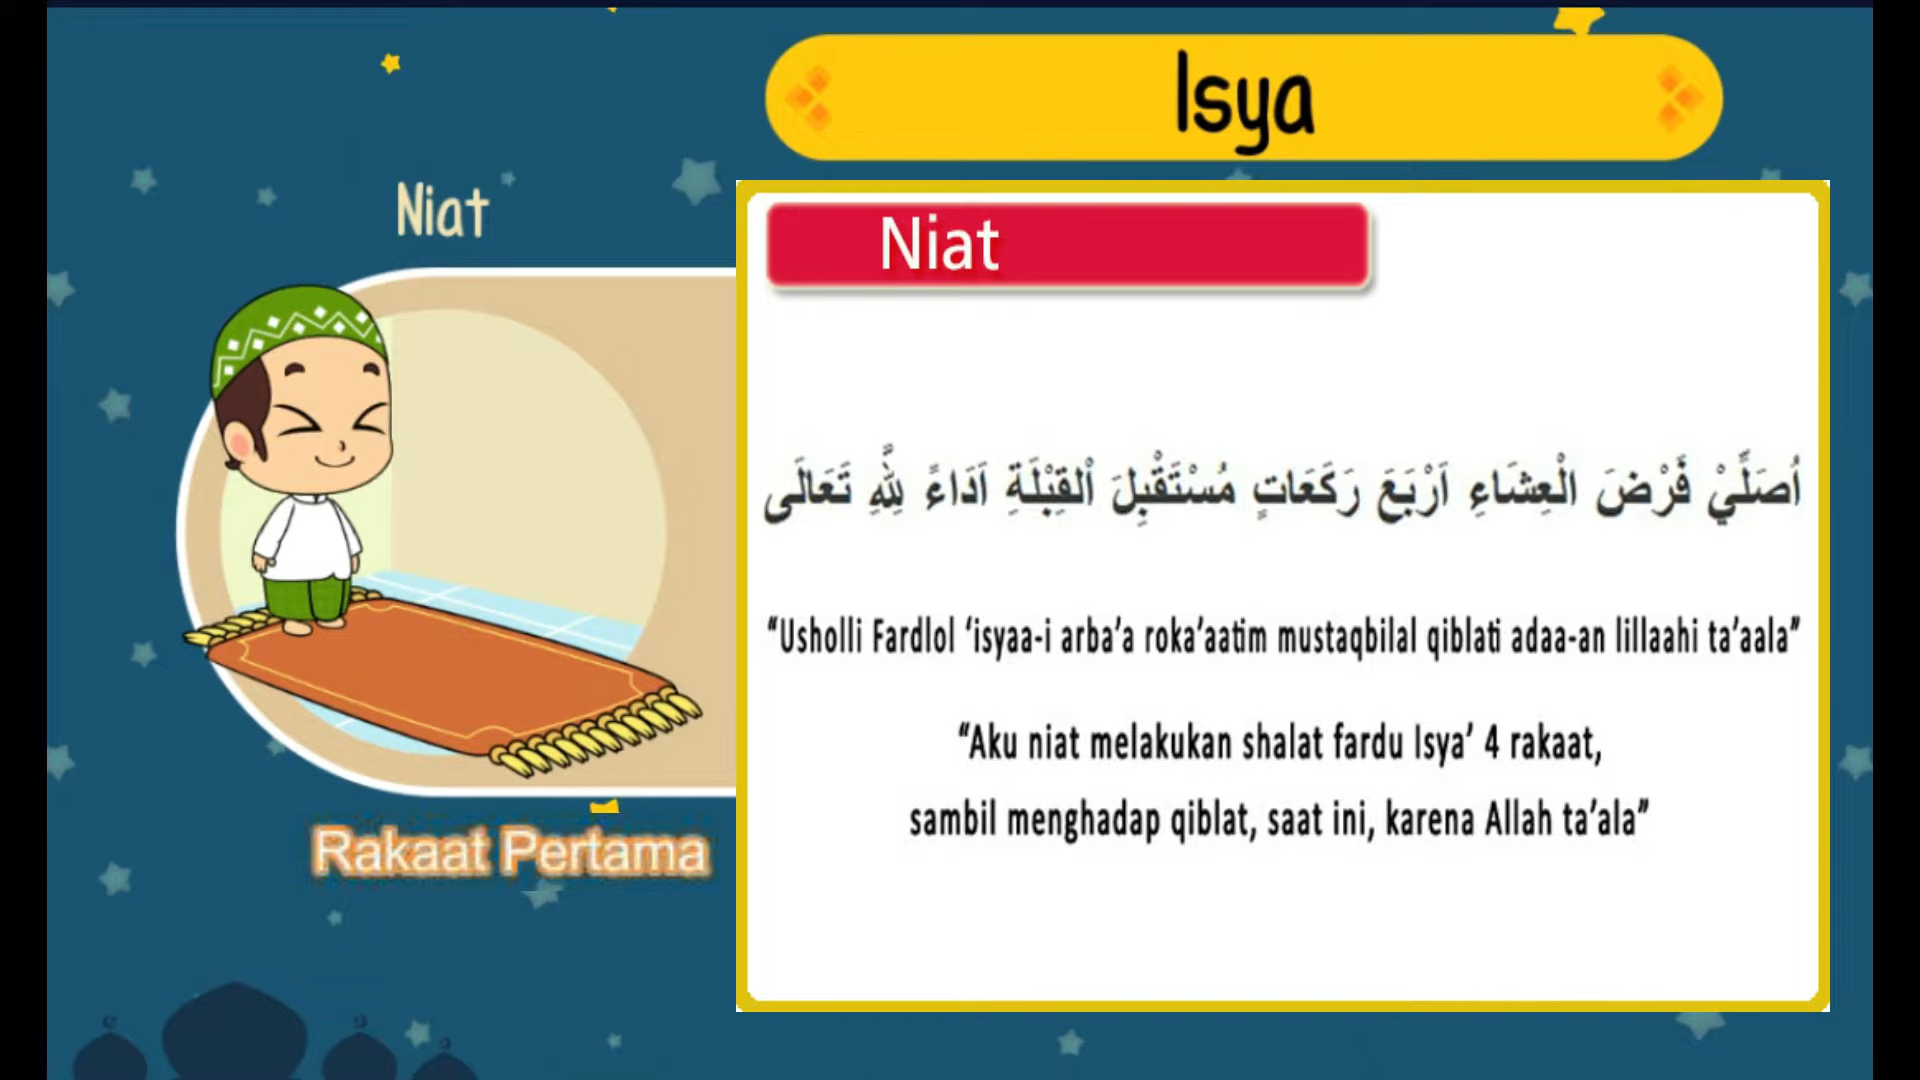 Isya
Niat
Niat
اُصَلِّيْ فَرْضَ الْعِشَاءِ اَرْبَعَ رَكَعَاتٍ مُسْتَقْبِلَ اْلقِبْلَةِ اَدَاءً لِلّٰهِ تَعَالَى
“Usholli Fardlol ‘isyaa-i arba’a roka’aatim mustaqbilal qiblati adaa-an lillaahi ta’aala”
“Aku niat melakukan shalat fardu Isya’ 4 rakaat,
sambil menghadap qiblat, saat ini, karena Allah ta’ala”
Rakaat Pertama